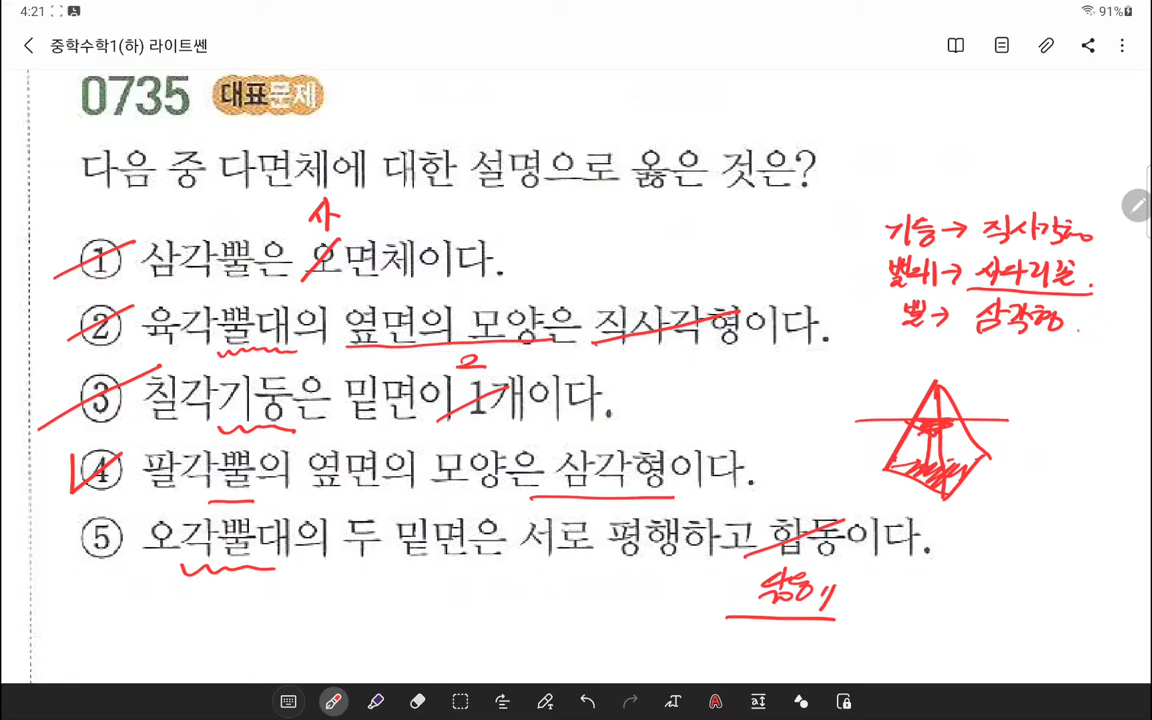 4:21
91%
중학수학1(하) 라이트쎈
0735 대표문제
다음 중 다면체에 대한 설명으로 옳은 것은?
사
① 삼각뿔은 오면체이다.
② 육각뿔대의 옆면의 모양은 직사각형이다.
2
③ 칠각기둥은 밑면이 1개이다.
④ 팔각뿔의 옆면의 모양은 삼각형이다.
⑤ 오각뿔대의 두 밑면은 서로 평행하고 합동이다.
닮음
기둥→ 직사각형
뿔대→ 사다리꼴.
뿔→ 삼각형.